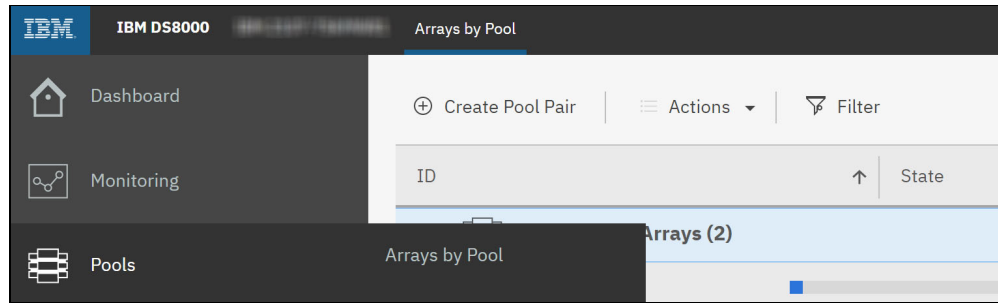 IBM IBM DS8000 Arrays by Pool
Dashboard
Create Pool Pair Actions Filter
Monitoring
ID State
Arrays (2)
Pools
Arrays by Pool